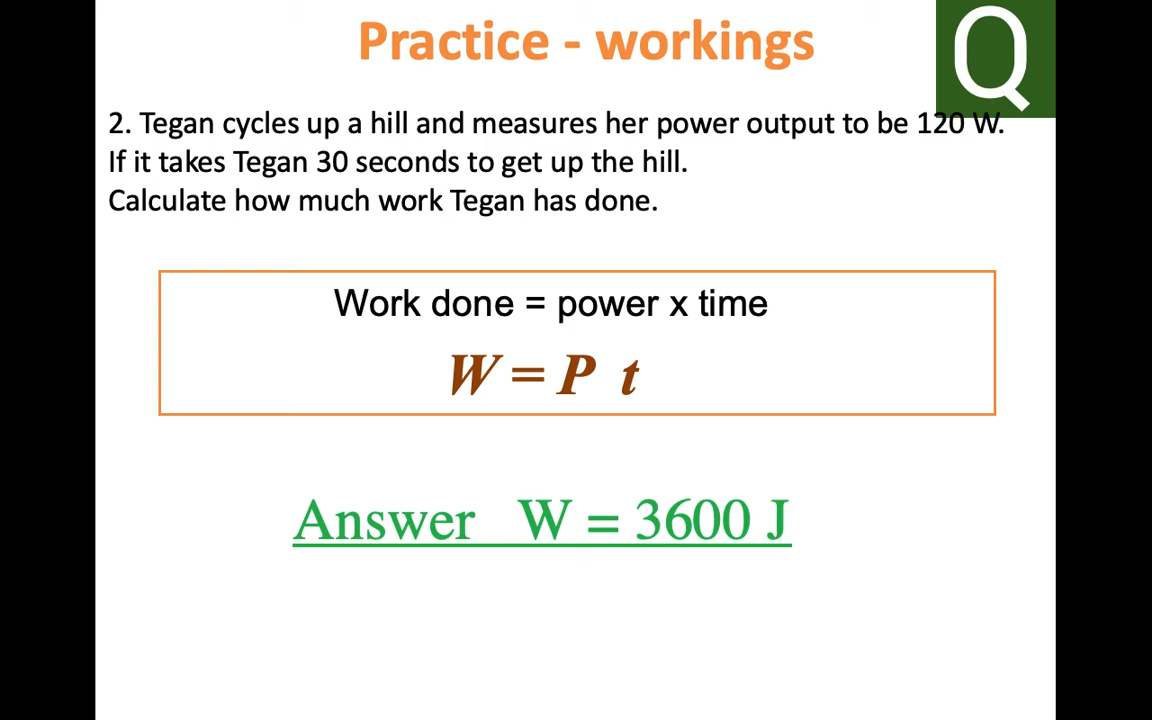 Practice - workings
Q
2. Tegan cycles up a hill and measures her power output to be 120 W.
If it takes Tegan 30 seconds to get up the hill.
Calculate how much work Tegan has done.
Work done = power x time
W = P t
Answer W = 3600 J